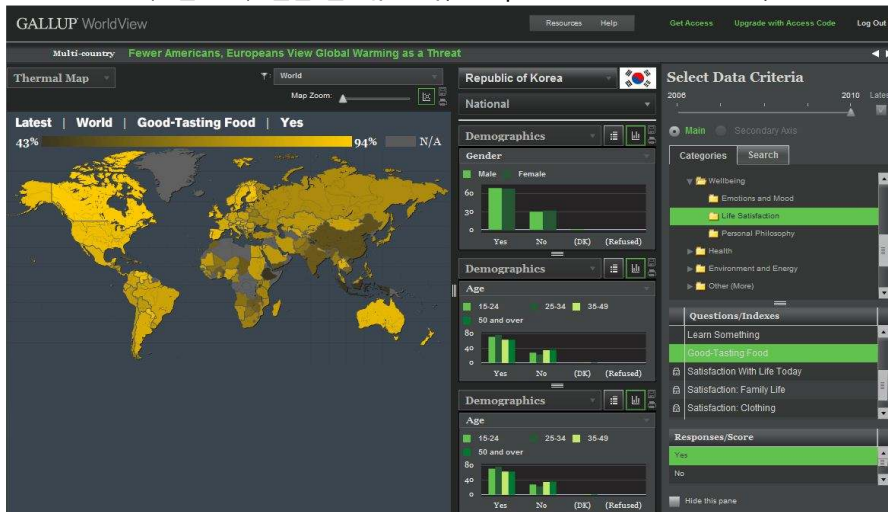 GALLUP WorldView
Resources Help Get Access Upgrade with Access Code Log Out
Multi-country Fewer Americans, Europeans View Global Warming as a Threat
Thermal Map
World
Map Zoom:
Latest | World | Good-Tasting Food | Yes
43% 94% N/A
Republic of Korea
National
Demographics
Gender
Male Female
60
30
0
Yes No (DK) (Refused)
Demographics
Age
15-24 25-34 35-49
50 and over
80
40
0
Yes No (DK) (Refused)
Demographics
Age
15-24 25-34 35-49
50 and over
80
40
0
Yes No (DK) (Refused)
Select Data Criteria
2006 2010 Lates
Main Secondary Axis
Categories Search
Wellbeing
Emotions and Mood
Life Satisfaction
Personal Philosophy
Health
Environment and Energy
Other (More)
Questions/Indexes
Learn Something
Good-Tasting Food
Satisfaction With Life Today
Satisfaction: Family Life
Satisfaction: Clothing
Responses/Score
Yes
No
Hide this pane